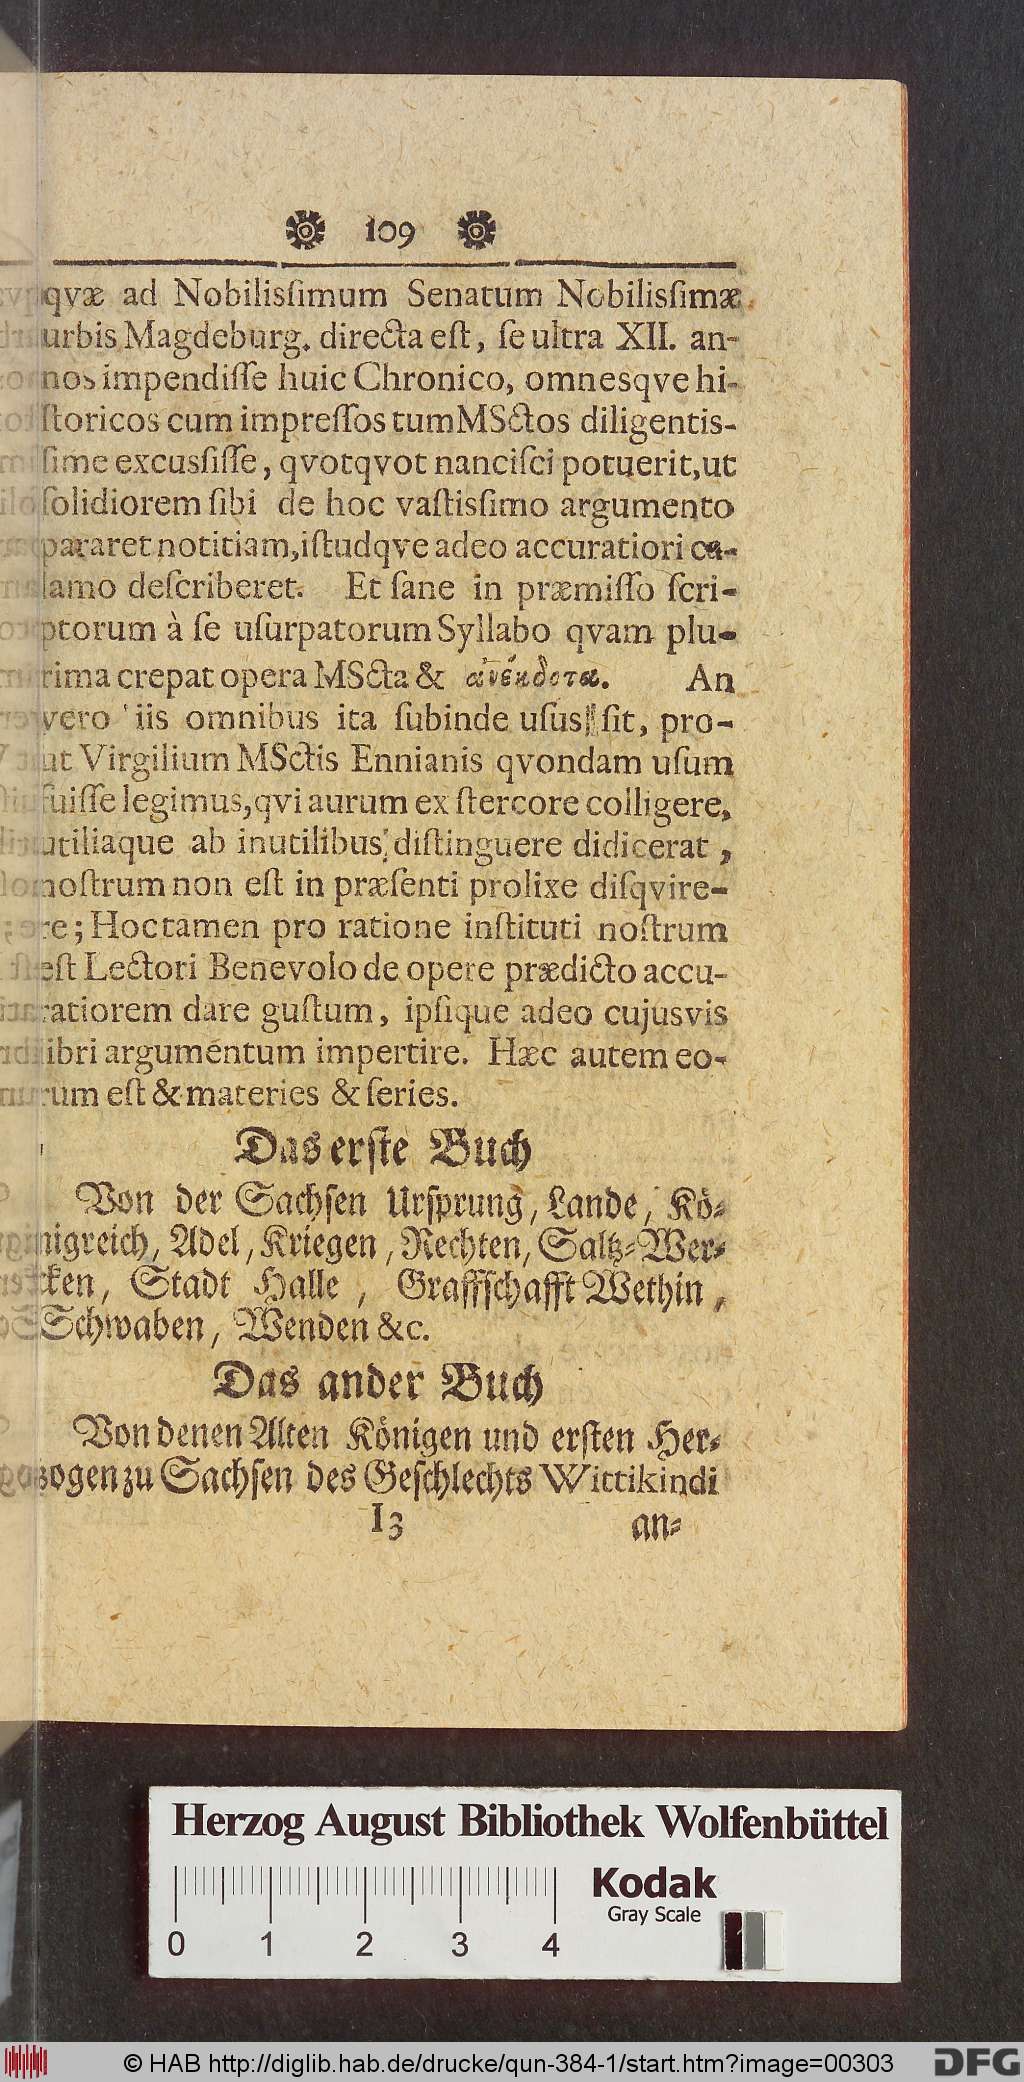 109
qvæ ad Nobilisſimum Senatum Nobilisſimæ
urbis Magdeburg. directa eſt, ſe ultra XII. an-
nos impendiſſe huic Chronico, omnesqve hi-
ſtoricos cum impreſſos tum MSctos diligentis-
ſime excusſiſſe, qvotqvot nanciſci potuerit, ut
ſolidiorem ſibi de hoc vaſtisſimo argumento
pararet notitiam, iſtudqve adeo accuratiori ca-
lamo deſcriberet. Et ſane in præmiſſo ſcri-
ptorum à ſe uſurpatorum Syllabo qvam plu-
rima crepat opera MScta & ἀνέκδοτα. An
vero iis omnibus ita ſubinde uſus ſit, pro-
ut Virgilium MSctis Ennianis qvondam uſum
fuiſſe legimus, qvi aurum ex ſtercore colligere,
utiliaque ab inutilibus diſtinguere didicerat,
noſtrum non eſt in præſenti prolixe diſqvire-
re; Hoc tamen pro ratione inſtituti noſtrum
eſt Lectori Benevolo de opere prædicto accu-
ratiorem dare guſtum, ipſique adeo cujusvis
libri argumentum impertire. Hæc autem eo-
rum eſt & materies & ſeries.
Das erſte Buch
Von der Sachſen Urſprung, Lande, Kö-
nigreich, Adel, Kriegen, Rechten, Saltz-Wer-
cken, Stadt Halle, Graffſchafft Wethin,
Schwaben, Wenden &c.
Das ander Buch
Von denen Alten Königen und erſten Her-
zogen zu Sachſen des Geſchlechts Wittikindi
I3 an-
Herzog August Bibliothek Wolfenbüttel
Kodak
Gray Scale
0 1 2 3 4
© HAB http://diglib.hab.de/drucke/qun-384-1/start.htm?image=00303
DFG